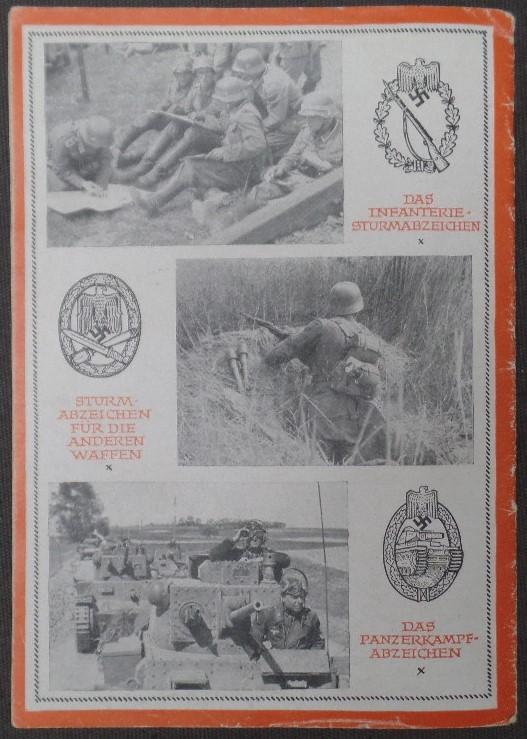 DAS
INFANTERIE-
STURMABZEICHEN
x
STURM-
ABZEICHEN
FÜR DIE
ANDEREN
WAFFEN
x
DAS
PANZERKAMPF-
ABZEICHEN
x